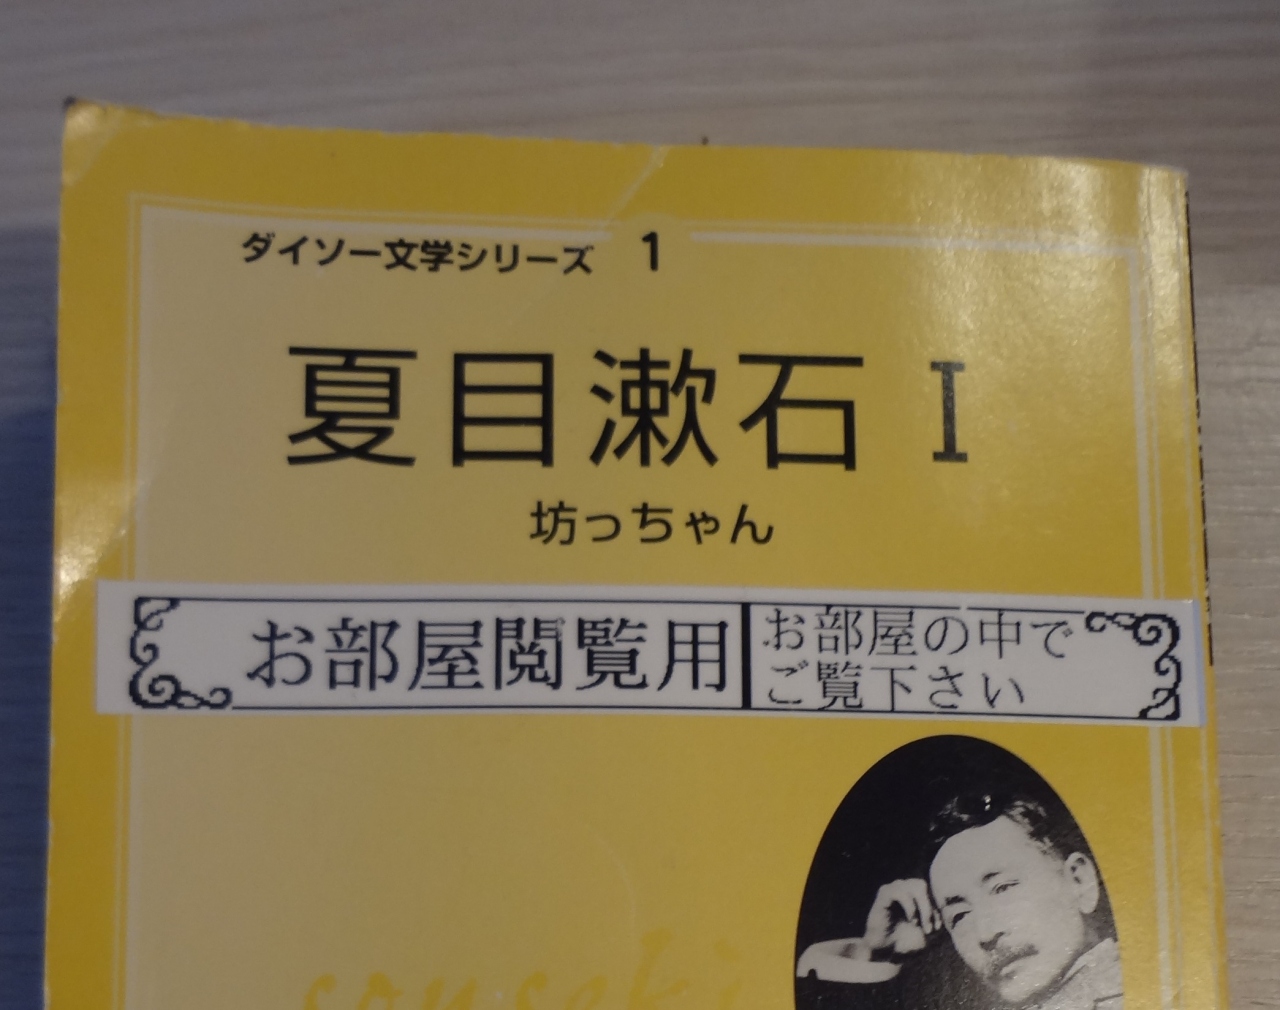 ダイソー文学シリーズ 1
夏目漱石 I
坊っちゃん
お部屋閲覧用
お部屋の中で
ご覧下さい
souseki